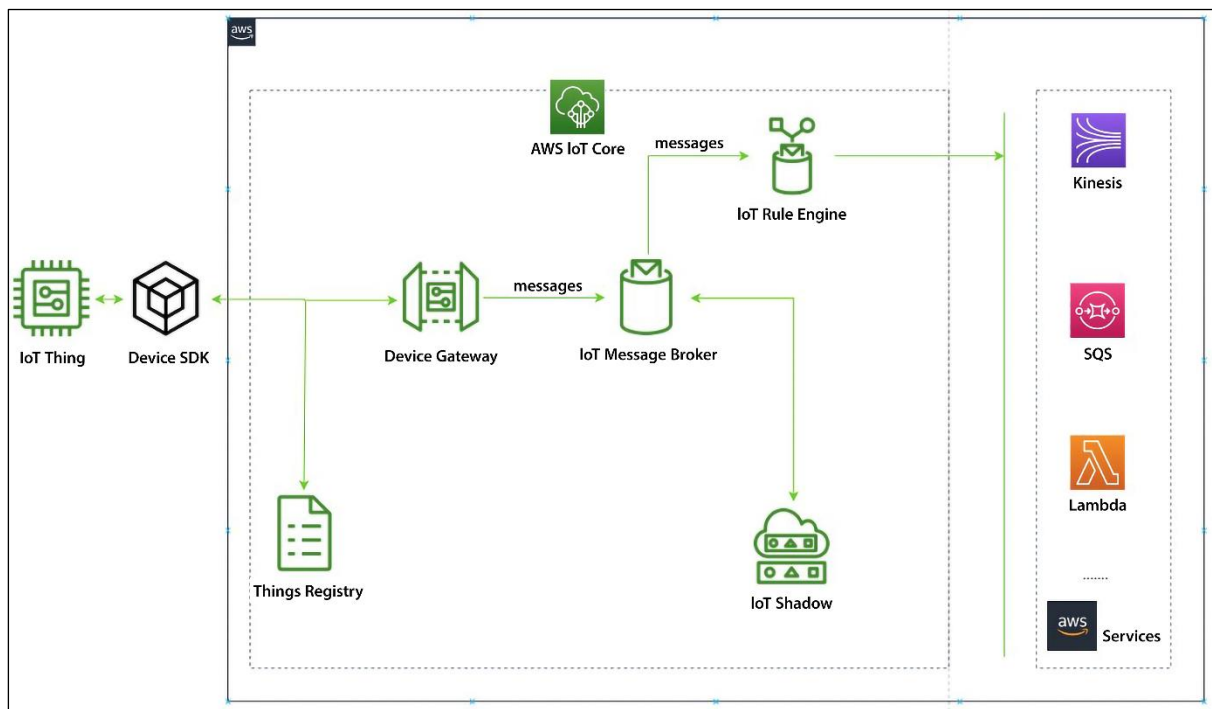 aws
AWS IoT Core
messages
IoT Rule Engine
Kinesis
IoT Thing
Device SDK
Device Gateway
messages
IoT Message Broker
SQS
Lambda
Things Registry
IoT Shadow
.......
aws
Services